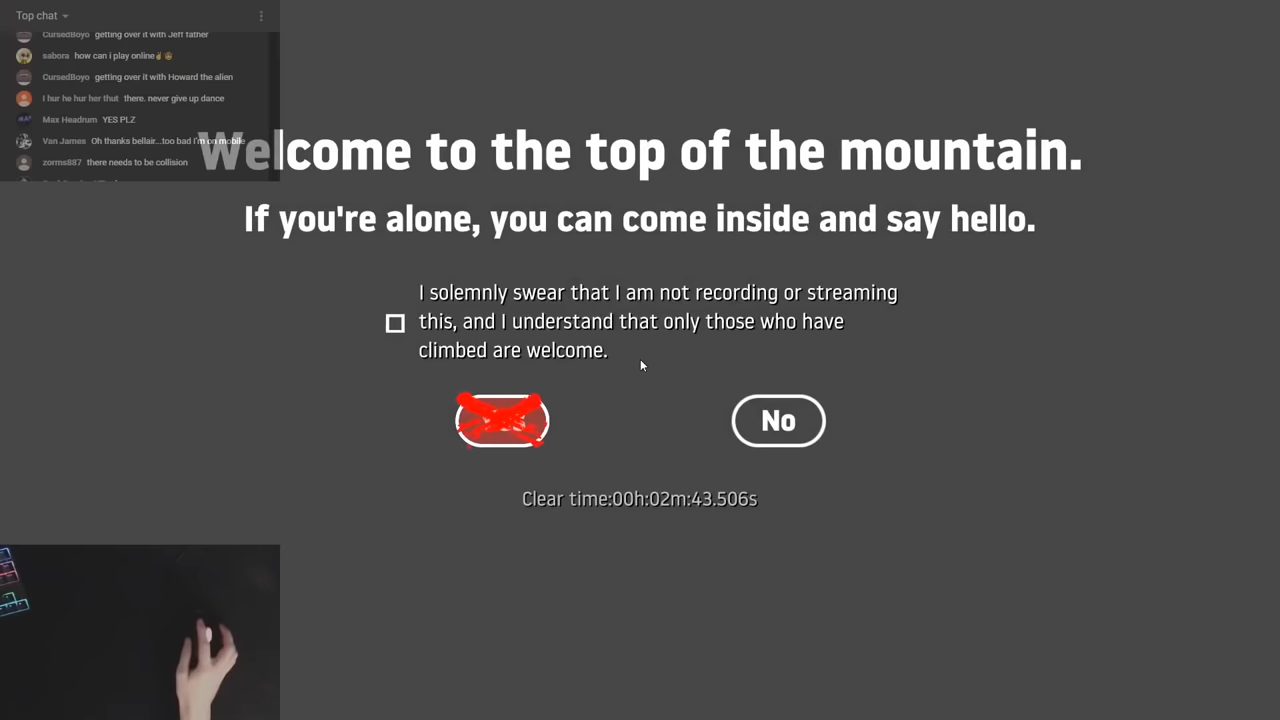 Top chat
CursedBoyo getting over it with Jeff father
sabora how can i play online
CursedBoyo getting over it with Howard the alien
I hur he hur her thut there. never give up dance
Max Headrum YES PLZ
Van James Oh thanks bellair...too bad I'm on mobile
zorms887 there needs to be collision
Welcome to the top of the mountain.
If you're alone, you can come inside and say hello.
I solemnly swear that I am not recording or streaming
this, and I understand that only those who have
climbed are welcome.
No
Clear time:00h:02m:43.506s